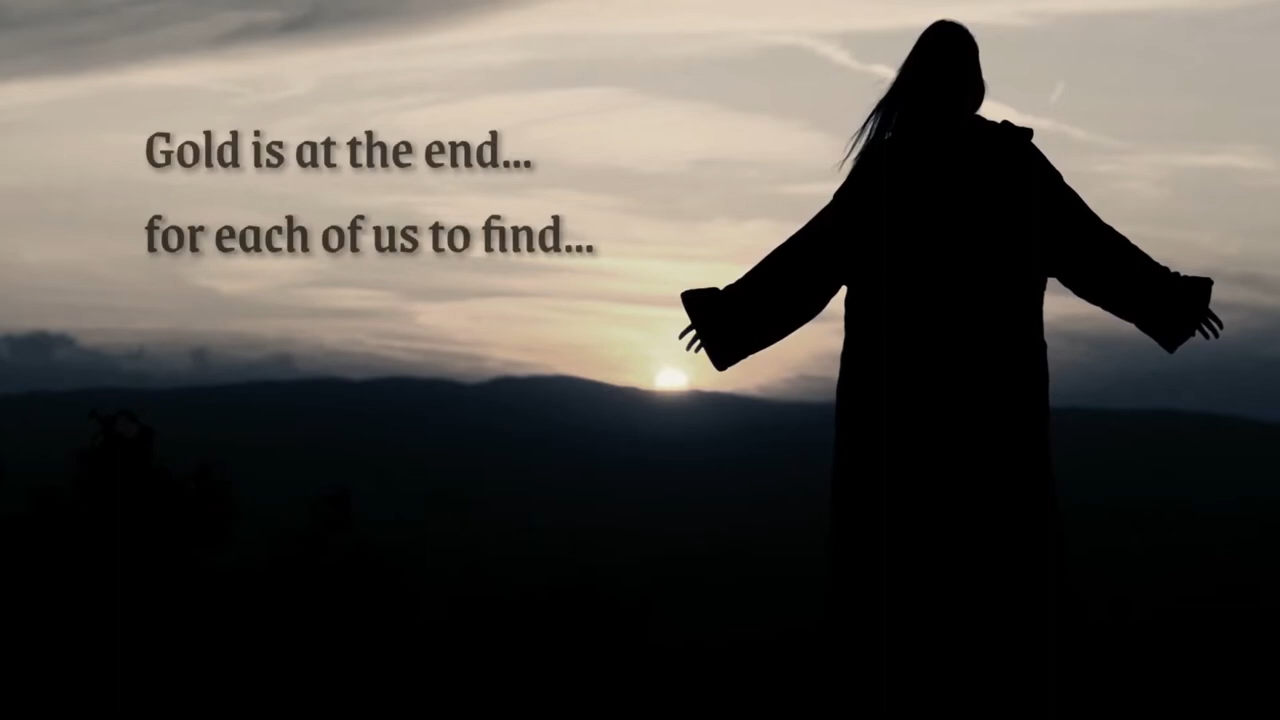 Gold is at the end...
for each of us to find...